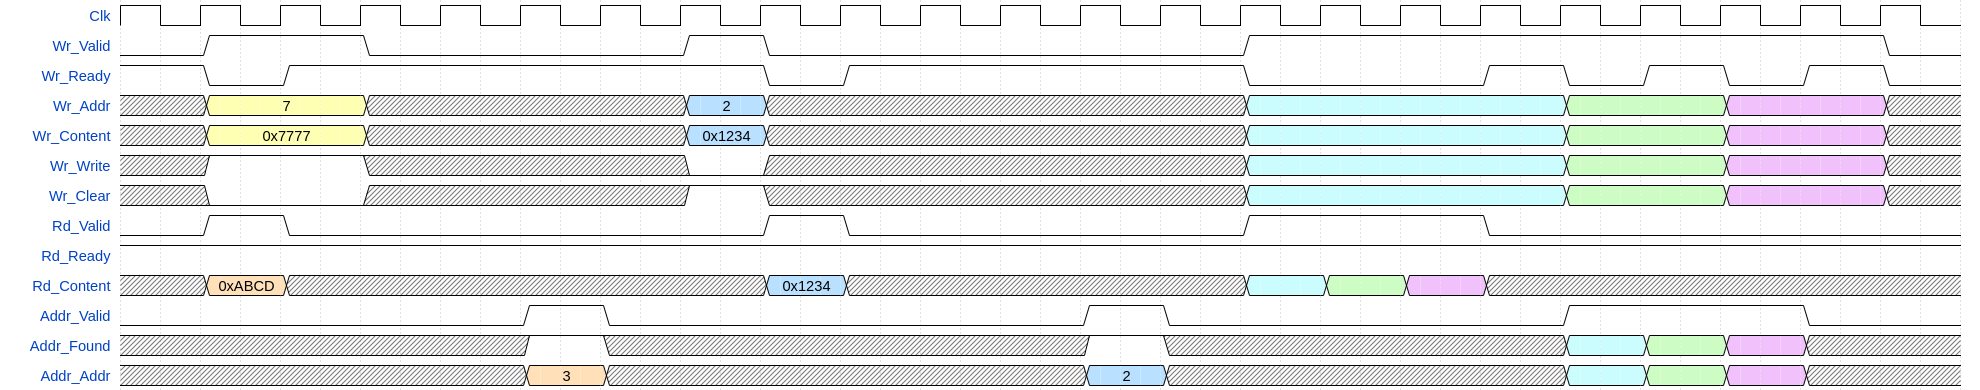 Clk
Wr_Valid
Wr_Ready
Wr_Addr 7 2
Wr_Content 0x7777 0x1234
Wr_Write
Wr_Clear
Rd_Valid
Rd_Ready
Rd_Content 0xABCD 0x1234
Addr_Valid
Addr_Found
Addr_Addr 3 2